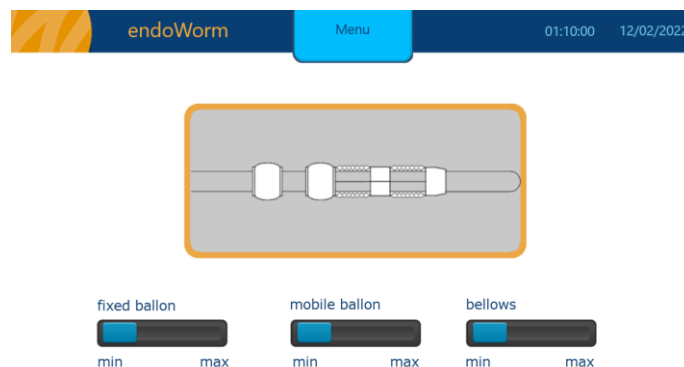 endoWorm Menu 01:10:00 12/02/2022
fixed ballon mobile ballon bellows
min max min max min max